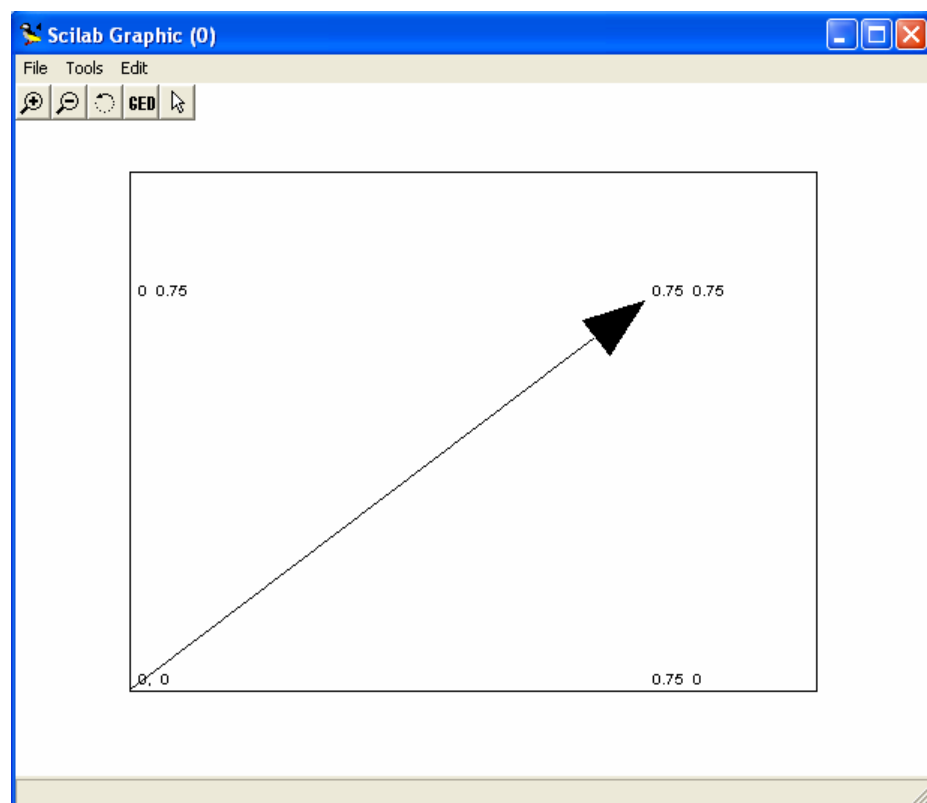 Scilab Graphic (0)
File Tools Edit
GED
0 0.75
0.75 0.75
0, 0
0.75 0